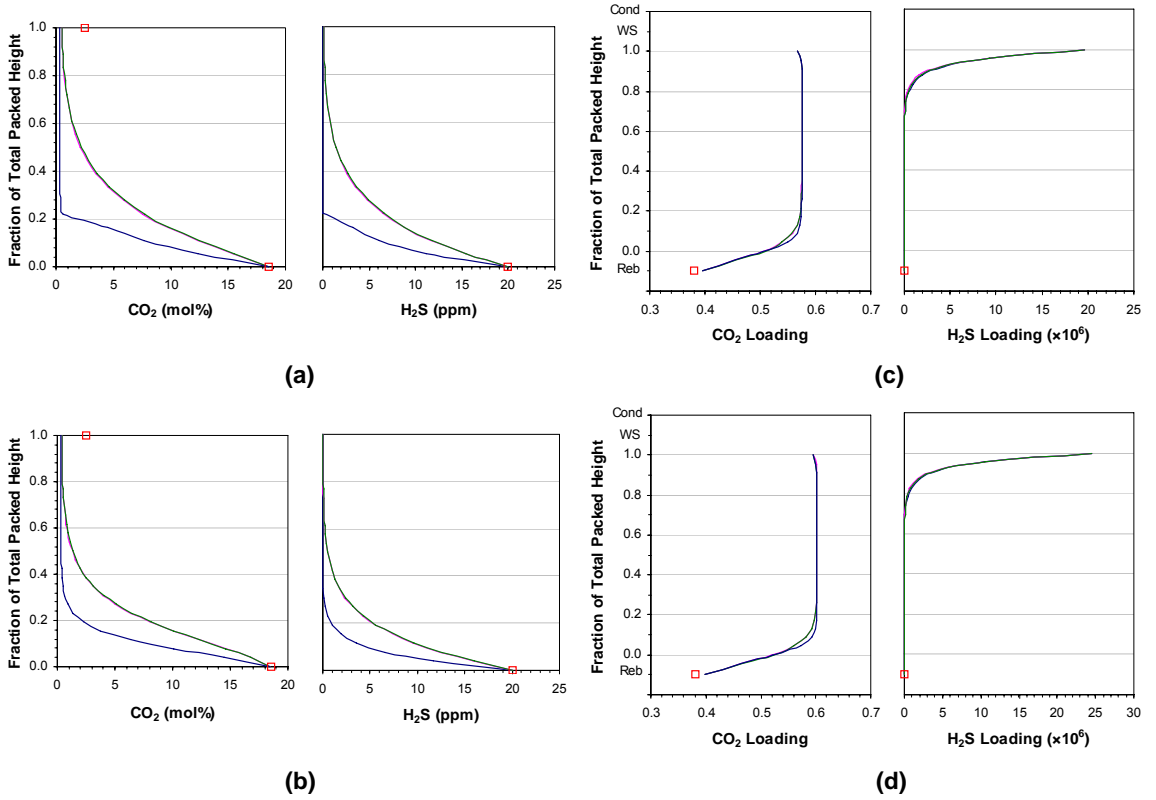 Fraction of Total Packed Height
1.0
0.8
0.6
0.4
0.2
0.0
0 5 10 15 20
CO₂ (mol%)
0 5 10 15 20 25
H₂S (ppm)
(a)
Fraction of Total Packed Height
Cond
WS
1.0
0.8
0.6
0.4
0.2
0.0
Reb
0.3 0.4 0.5 0.6 0.7
CO₂ Loading
0 5 10 15 20 25
H₂S Loading (×10⁶)
(c)
Fraction of Total Packed Height
1.0
0.8
0.6
0.4
0.2
0.0
0 5 10 15 20
CO₂ (mol%)
0 5 10 15 20 25
H₂S (ppm)
(b)
Fraction of Total Packed Height
Cond
WS
1.0
0.8
0.6
0.4
0.2
0.0
Reb
0.3 0.4 0.5 0.6 0.7
CO₂ Loading
0 5 10 15 20 25 30
H₂S Loading (×10⁶)
(d)